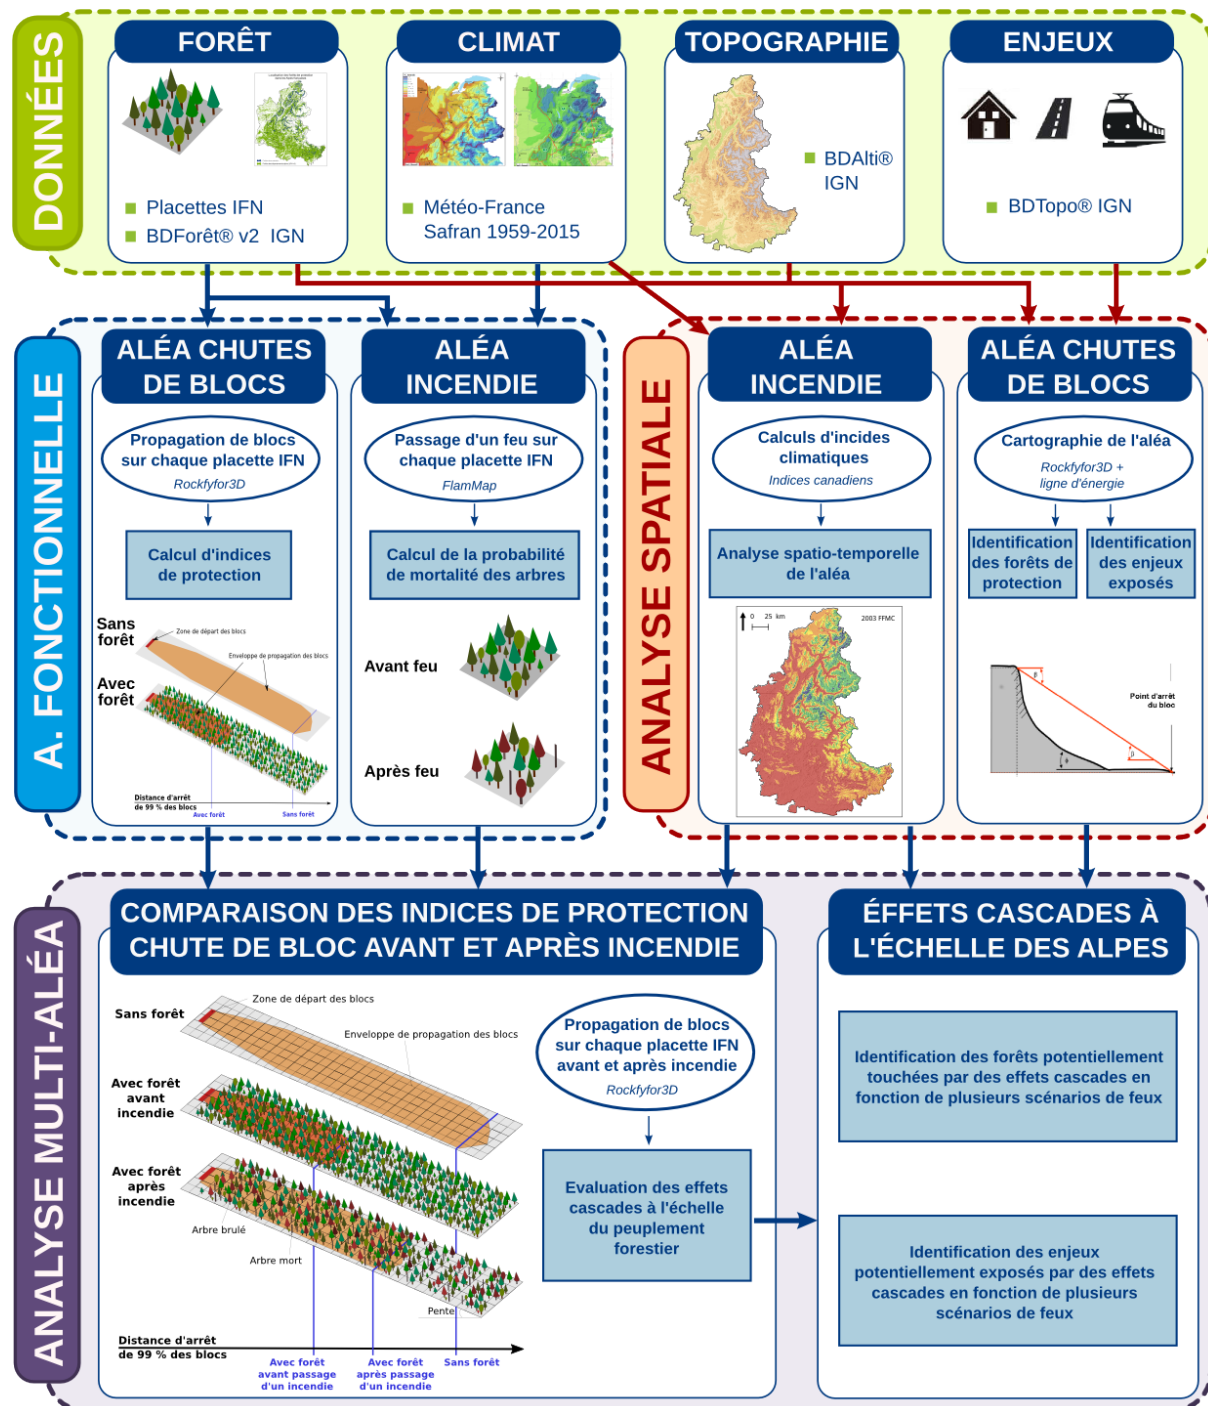 DONNÉES
FORÊT
Placettes IFN
BDForêt® v2 IGN
CLIMAT
Météo-France
Safran 1959-2015
TOPOGRAPHIE
BDAlti®
IGN
ENJEUX
BDTopo® IGN
A. FONCTIONNELLE
ALÉA CHUTES
DE BLOCS
Propagation de blocs
sur chaque placette IFN
Rockfyfor3D
Calcul d'indices
de protection
Sans
forêt
Zone de départ des blocs
Enveloppe de propagation des blocs
Avec
forêt
Distance d'arrêt
de 99 % des blocs
Avec forêt
Sans forêt
ALÉA
INCENDIE
Passage d'un feu sur
chaque placette IFN
FlamMap
Calcul de la probabilité
de mortalité des arbres
Avant feu
Après feu
ANALYSE SPATIALE
ALÉA
INCENDIE
Calculs d'incides
climatiques
Indices canadiens
Analyse spatio-temporelle
de l'aléa
0 25 km
2003 FFMC
ALÉA CHUTES
DE BLOCS
Cartographie de l'aléa
Rockfyfor3D +
ligne d'énergie
Identification
des forêts de
protection
Identification
des enjeux
exposés
Point d'arrêt
du bloc
ANALYSE MULTI-ALÉA
COMPARAISON DES INDICES DE PROTECTION
CHUTE DE BLOC AVANT ET APRÈS INCENDIE
Sans forêt
Zone de départ des blocs
Enveloppe de propagation des blocs
Avec forêt
avant
incendie
Avec forêt
après
incendie
Arbre brulé
Arbre mort
Pente
Distance d'arrêt
de 99 % des blocs
Avec forêt
avant passage
d'un incendie
Avec forêt
après passage
d'un incendie
Sans forêt
Propagation de blocs
sur chaque placette IFN
avant et après incendie
Rockfyfor3D
Evaluation des effets
cascades à l'échelle
du peuplement
forestier
ÉFFETS CASCADES À
L'ÉCHELLE DES ALPES
Identification des forêts potentiellement
touchées par des effets cascades en
fonction de plusieurs scénarios de feux
Identification des enjeux
potentiellement exposés par des effets
cascades en fonction de plusieurs
scénarios de feux